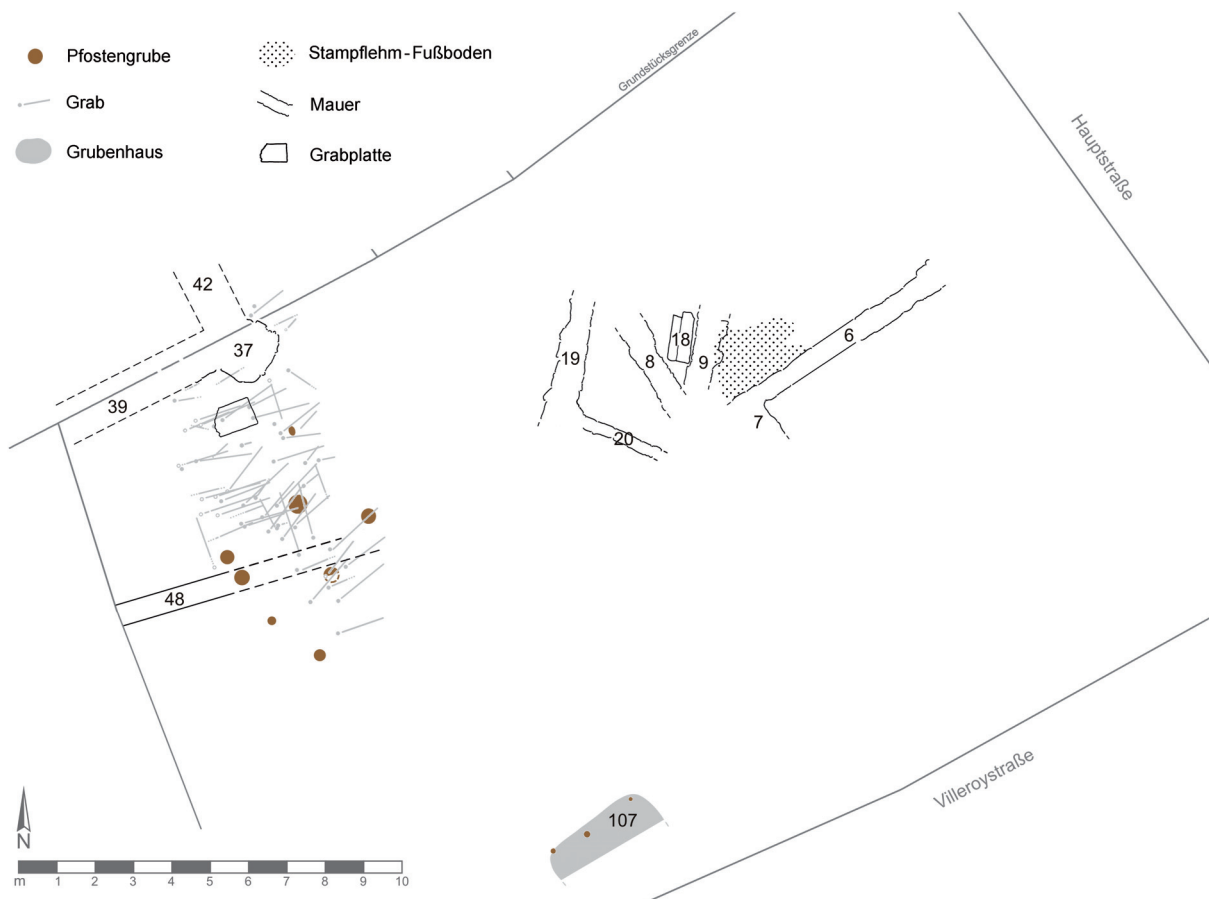 Pfostengrube
Stampflehm-Fußboden
Grab
Mauer
Grubenhaus
Grabplatte
Grundstücksgrenze
Hauptstraße
42
37
39
19
8
18
9
6
7
20
48
107
Villeroystraße
N
m 1 2 3 4 5 6 7 8 9 10